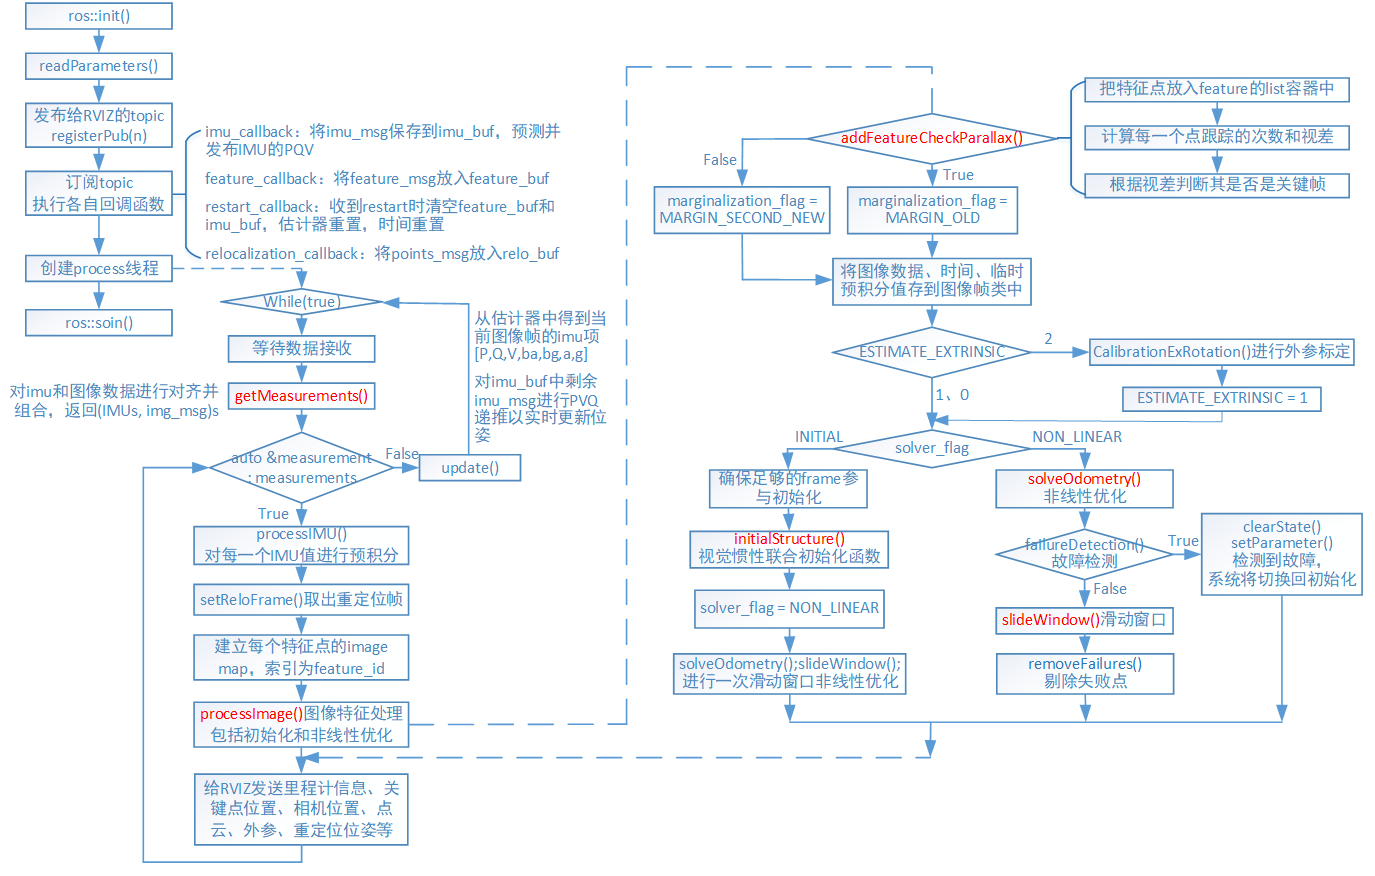 ros::init()
readParameters()
发布给RVIZ的topic
registerPub(n)
订阅topic
执行各自回调函数
创建process线程
ros::soin()
imu_callback：将imu_msg保存到imu_buf，预测并
发布IMU的PQV
feature_callback：将feature_msg放入feature_buf
restart_callback：收到restart时清空feature_buf和
imu_buf，估计器重置，时间重置
relocalization_callback：将points_msg放入relo_buf
While(true)
等待数据接收
getMeasurements()
对imu和图像数据进行对齐并
组合，返回(IMUs, img_msg)s
auto &measurement
: measurements
False
update()
从估计器中得到当
前图像帧的imu项
[P,Q,V,ba,bg,a,g]
对imu_buf中剩余
imu_msg进行PVQ
递推以实时更新位
姿
True
processIMU()
对每一个IMU值进行预积分
setReloFrame()取出重定位帧
建立每个特征点的image
map，索引为feature_id
processImage()图像特征处理
包括初始化和非线性优化
给RVIZ发送里程计信息、关
键点位置、相机位置、点
云、外参、重定位位姿等
addFeatureCheckParallax()
把特征点放入feature的list容器中
计算每一个点跟踪的次数和视差
根据视差判断其是否是关键帧
False
True
marginalization_flag =
MARGIN_SECOND_NEW
marginalization_flag =
MARGIN_OLD
将图像数据、时间、临时
预积分值存到图像帧类中
ESTIMATE_EXTRINSIC
2
CalibrationExRotation()进行外参标定
ESTIMATE_EXTRINSIC = 1
1、0
solver_flag
INITIAL
NON_LINEAR
确保足够的frame参
与初始化
initialStructure()
视觉惯性联合初始化函数
solver_flag = NON_LINEAR
solveOdometry();slideWindow();
进行一次滑动窗口非线性优化
solveOdometry()
非线性优化
failureDetection()
故障检测
True
clearState()
setParameter()
检测到故障，
系统将切换回初始化
False
slideWindow()滑动窗口
removeFailures()
剔除失败点